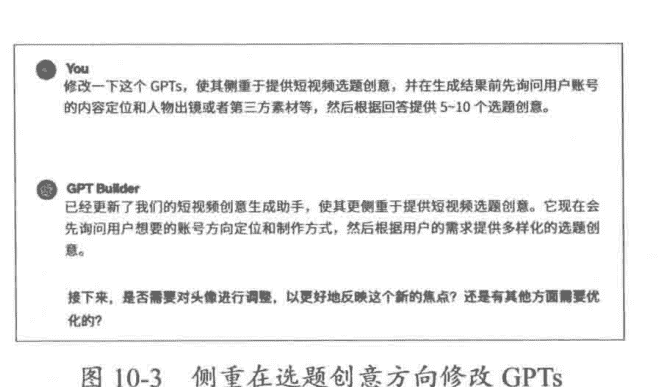 You
修改一下这个 GPTs，使其侧重于提供短视频选题创意，并在生成结果前先询问用户账号
的内容定位和人物出镜或者第三方素材等，然后根据回答提供 5~10 个选题创意。
GPT Builder
已经更新了我们的短视频创意生成助手，使其更侧重于提供短视频选题创意。它现在会
先询问用户想要的账号方向定位和制作方式，然后根据用户的需求提供多样化的选题创
意。
接下来，是否需要对头像进行调整，以更好地反映这个新的焦点？还是有其他方面需要优
化的？
图 10-3 侧重在选题创意方向修改 GPTs